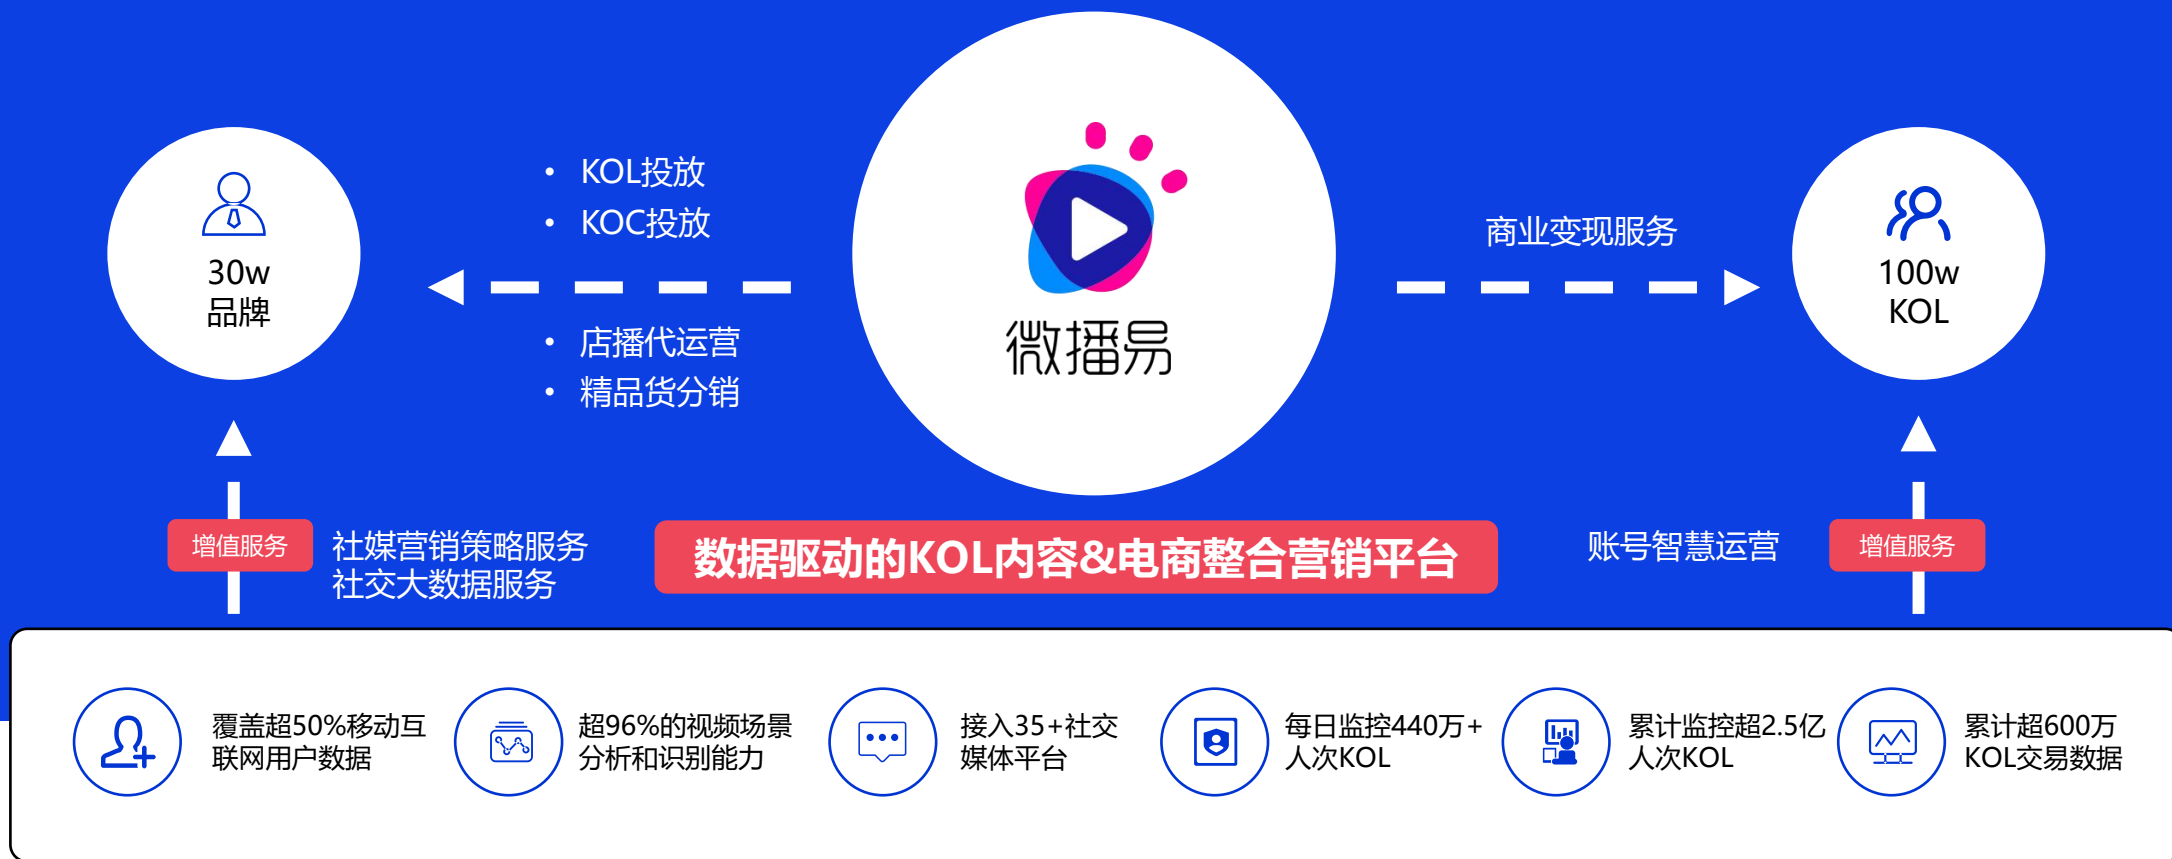 30w
品牌
• KOL投放
• KOC投放
• 店播代运营
• 精品货分销
微播易
商业变现服务
100w
KOL
增值服务
社媒营销策略服务
社交大数据服务
数据驱动的KOL内容&电商整合营销平台
账号智慧运营
增值服务
覆盖超50%移动互
联网用户数据
超96%的视频场景
分析和识别能力
接入35+社交
媒体平台
每日监控440万+
人次KOL
累计监控超2.5亿
人次KOL
累计超600万
KOL交易数据